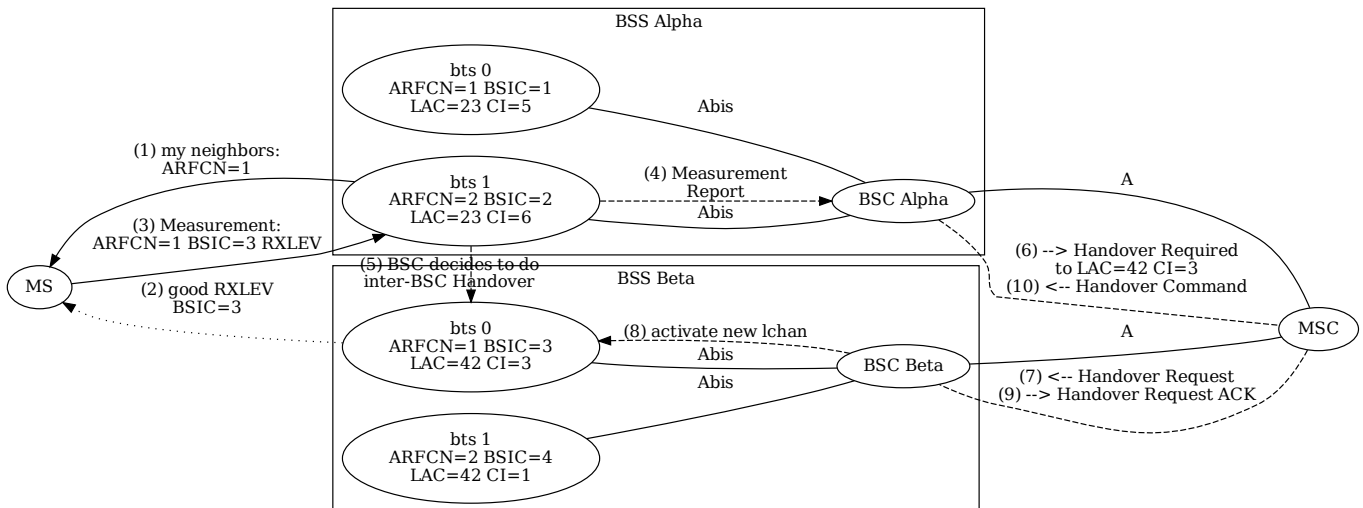 BSS Alpha
bts 0
ARFCN=1 BSIC=1
LAC=23 CI=5
Abis
(1) my neighbors:
ARFCN=1
bts 1
ARFCN=2 BSIC=2
LAC=23 CI=6
(4) Measurement
Report
Abis
BSC Alpha
A
(3) Measurement:
ARFCN=1 BSIC=3 RXLEV
MS
(2) good RXLEV
BSIC=3
(5) BSC decides to do
inter-BSC Handover
(6) --> Handover Required
to LAC=42 CI=3
(10) <-- Handover Command
MSC
BSS Beta
bts 0
ARFCN=1 BSIC=3
LAC=42 CI=3
(8) activate new lchan
Abis
Abis
BSC Beta
A
(7) <-- Handover Request
(9) --> Handover Request ACK
bts 1
ARFCN=2 BSIC=4
LAC=42 CI=1